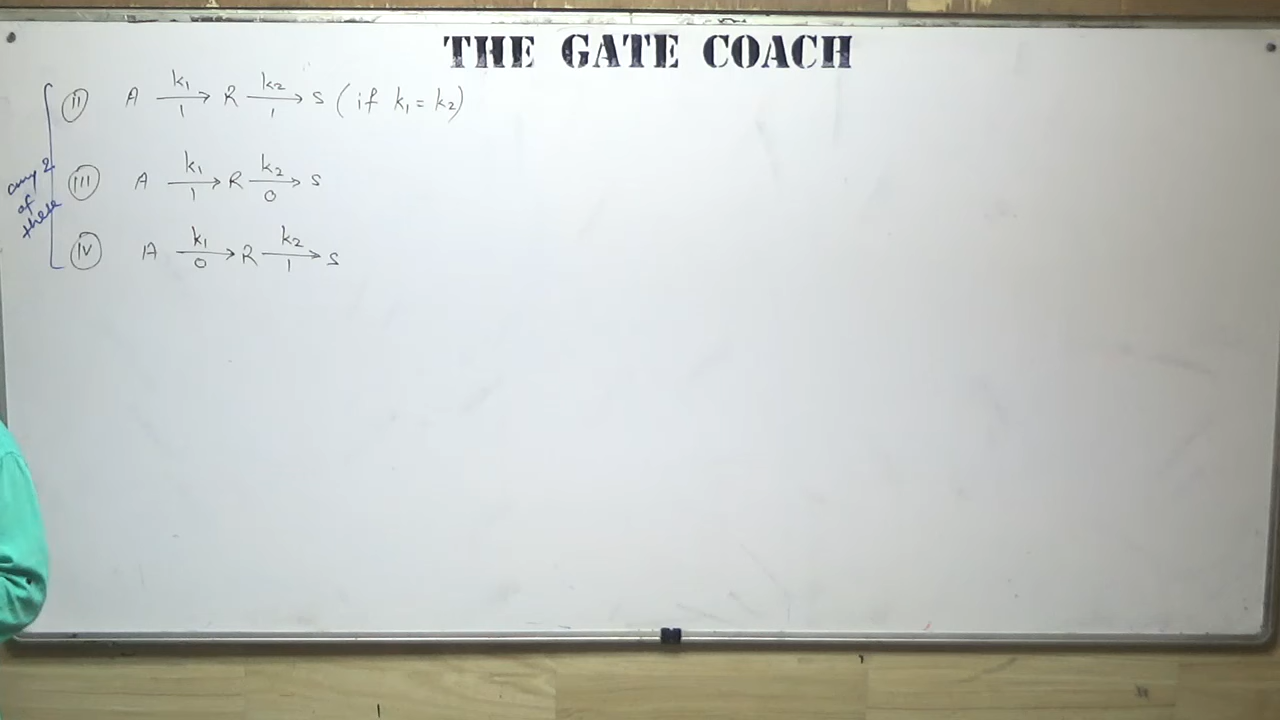 THE GATE COACH
(ii) A k₁ → 1 R k₂ → 1 S (if k₁ = k₂)
any 2 of these
(iii) A k₁ → 1 R k₂ → 0 S
(iv) A k₁ → 0 R k₂ → 1 S